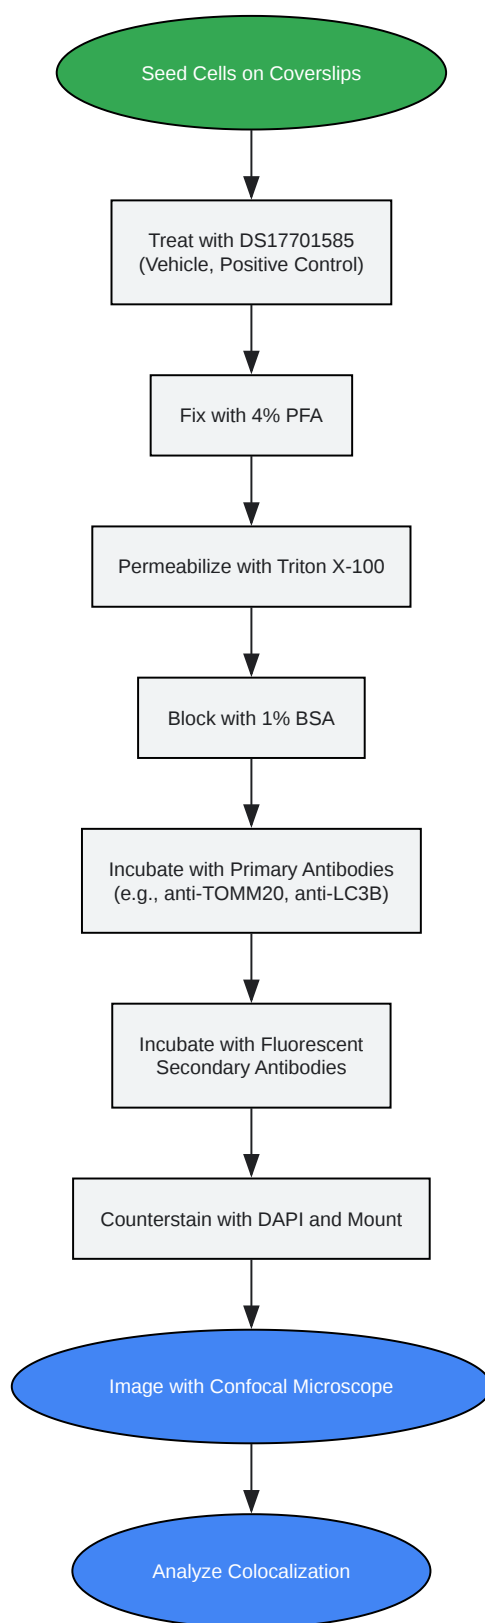 Seed Cells on Coverslips
Treat with DS17701585
(Vehicle, Positive Control)
Fix with 4% PFA
Permeabilize with Triton X-100
Block with 1% BSA
Incubate with Primary Antibodies
(e.g., anti-TOMM20, anti-LC3B)
Incubate with Fluorescent
Secondary Antibodies
Counterstain with DAPI and Mount
Image with Confocal Microscope
Analyze Colocalization